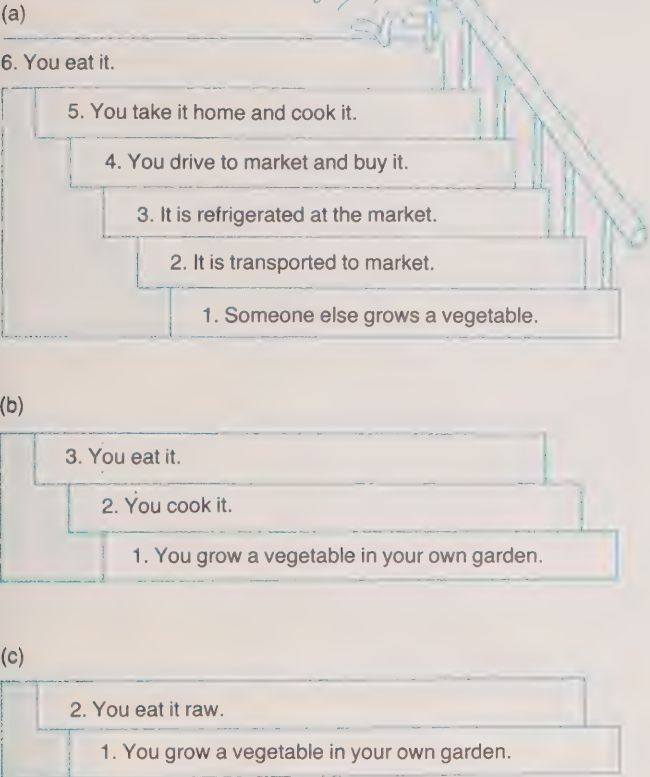 (a)
6. You eat it.
5. You take it home and cook it.
4. You drive to market and buy it.
3. It is refrigerated at the market.
2. It is transported to market.
1. Someone else grows a vegetable.
(b)
3. You eat it.
2. You cook it.
1. You grow a vegetable in your own garden.
(c)
2. You eat it raw.
1. You grow a vegetable in your own garden.